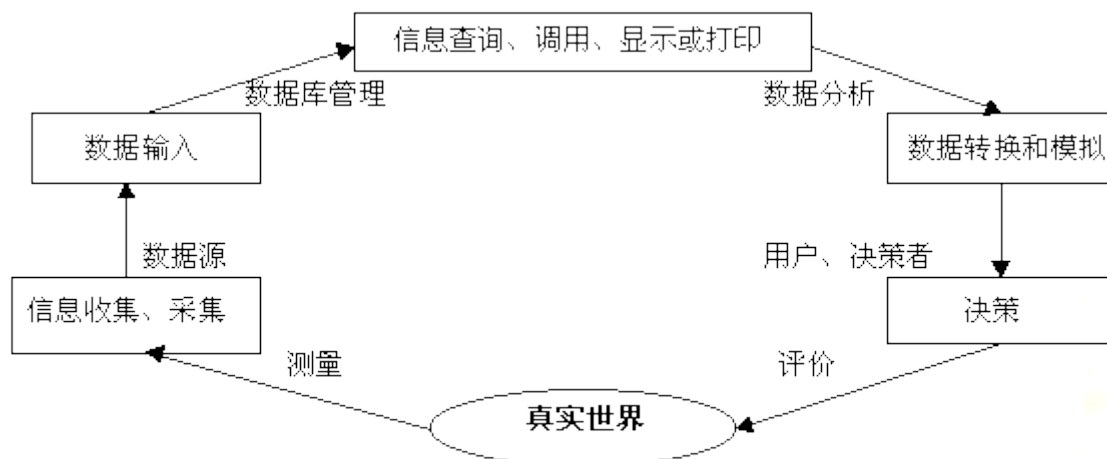 信息查询、调用、显示或打印
数据库管理
数据分析
数据输入
数据转换和模拟
数据源
用户、决策者
信息收集、采集
决策
测量
评价
真实世界